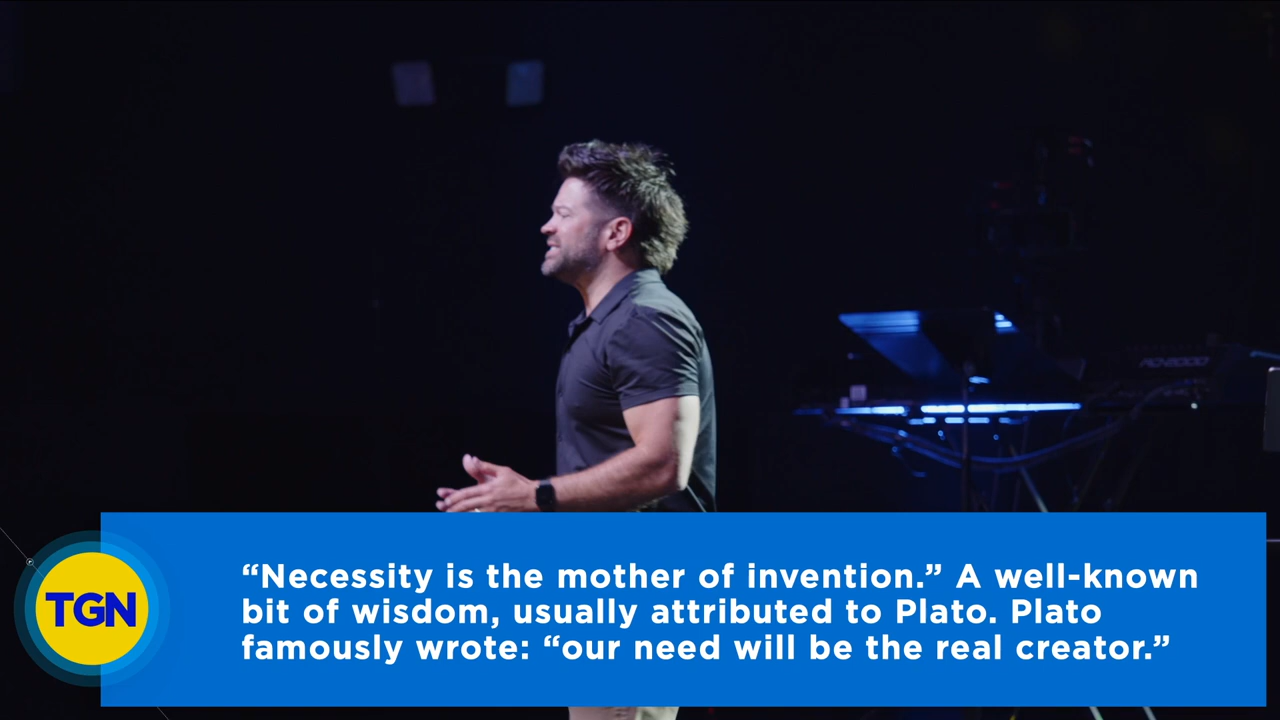 “Necessity is the mother of invention.” A well-known
bit of wisdom, usually attributed to Plato. Plato
famously wrote: “our need will be the real creator.”
TGN